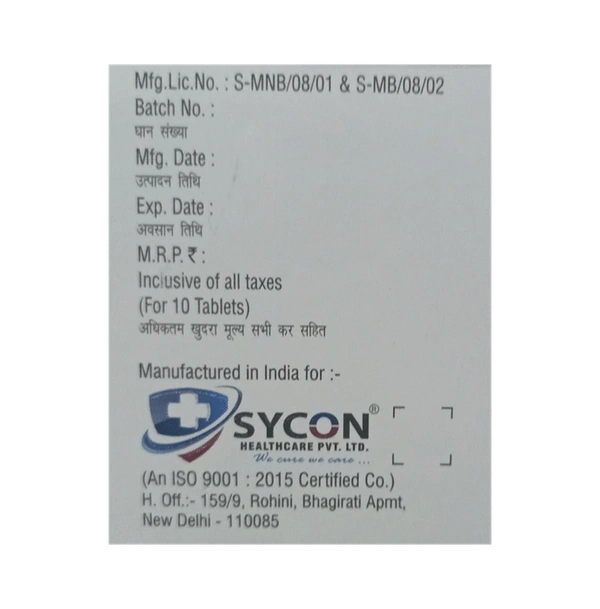 Mfg.Lic.No. : S-MNB/08/01 & S-MB/08/02
Batch No. :
घान संख्या
Mfg. Date :
उत्पादन तिथि
Exp. Date :
अवसान तिथि
M.R.P. ₹ :
Inclusive of all taxes
(For 10 Tablets)
अधिकतम खुदरा मूल्य सभी कर सहित
Manufactured in India for :-
SYCON®
HEALTHCARE PVT. LTD.
We cure we care ...
(An ISO 9001 : 2015 Certified Co.)
H. Off.:- 159/9, Rohini, Bhagirati Apmt,
New Delhi - 110085